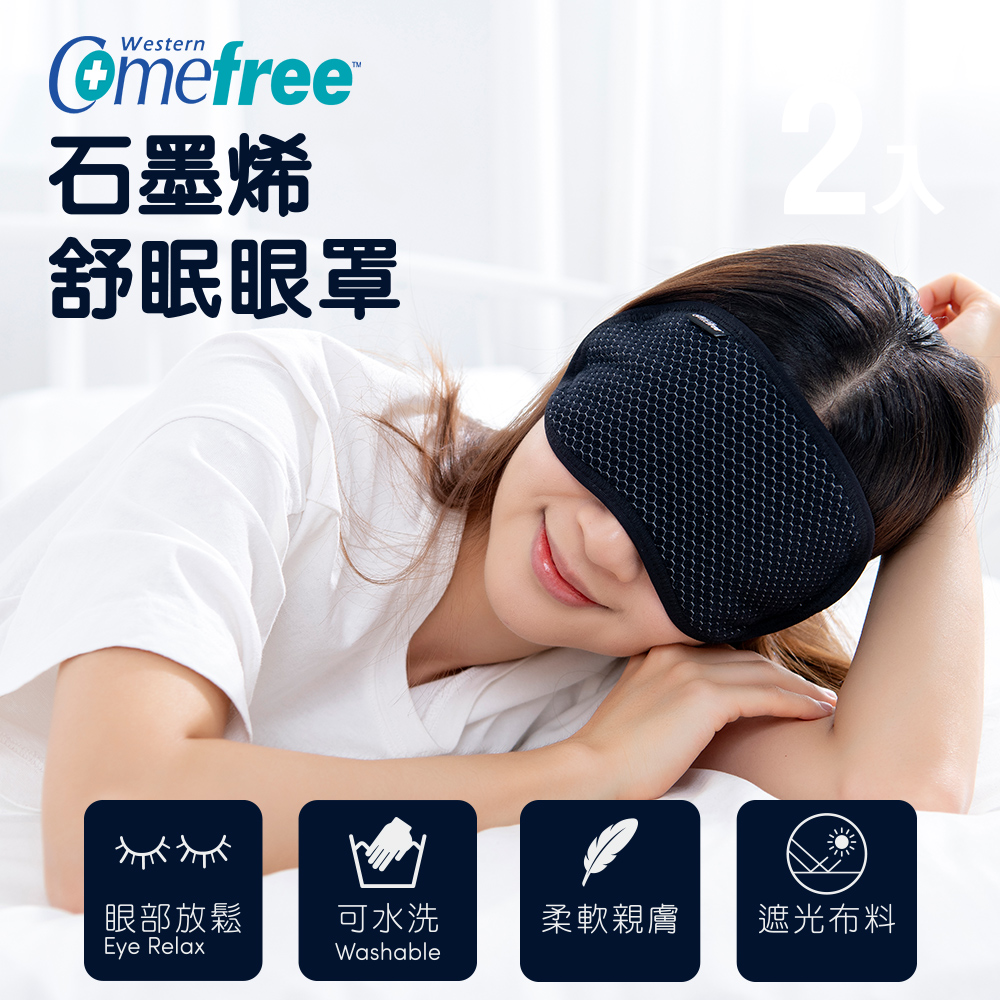 Western
Comefree™
石墨烯
舒眠眼罩
2入
眼部放鬆
Eye Relax
可水洗
Washable
柔軟親膚
遮光布料